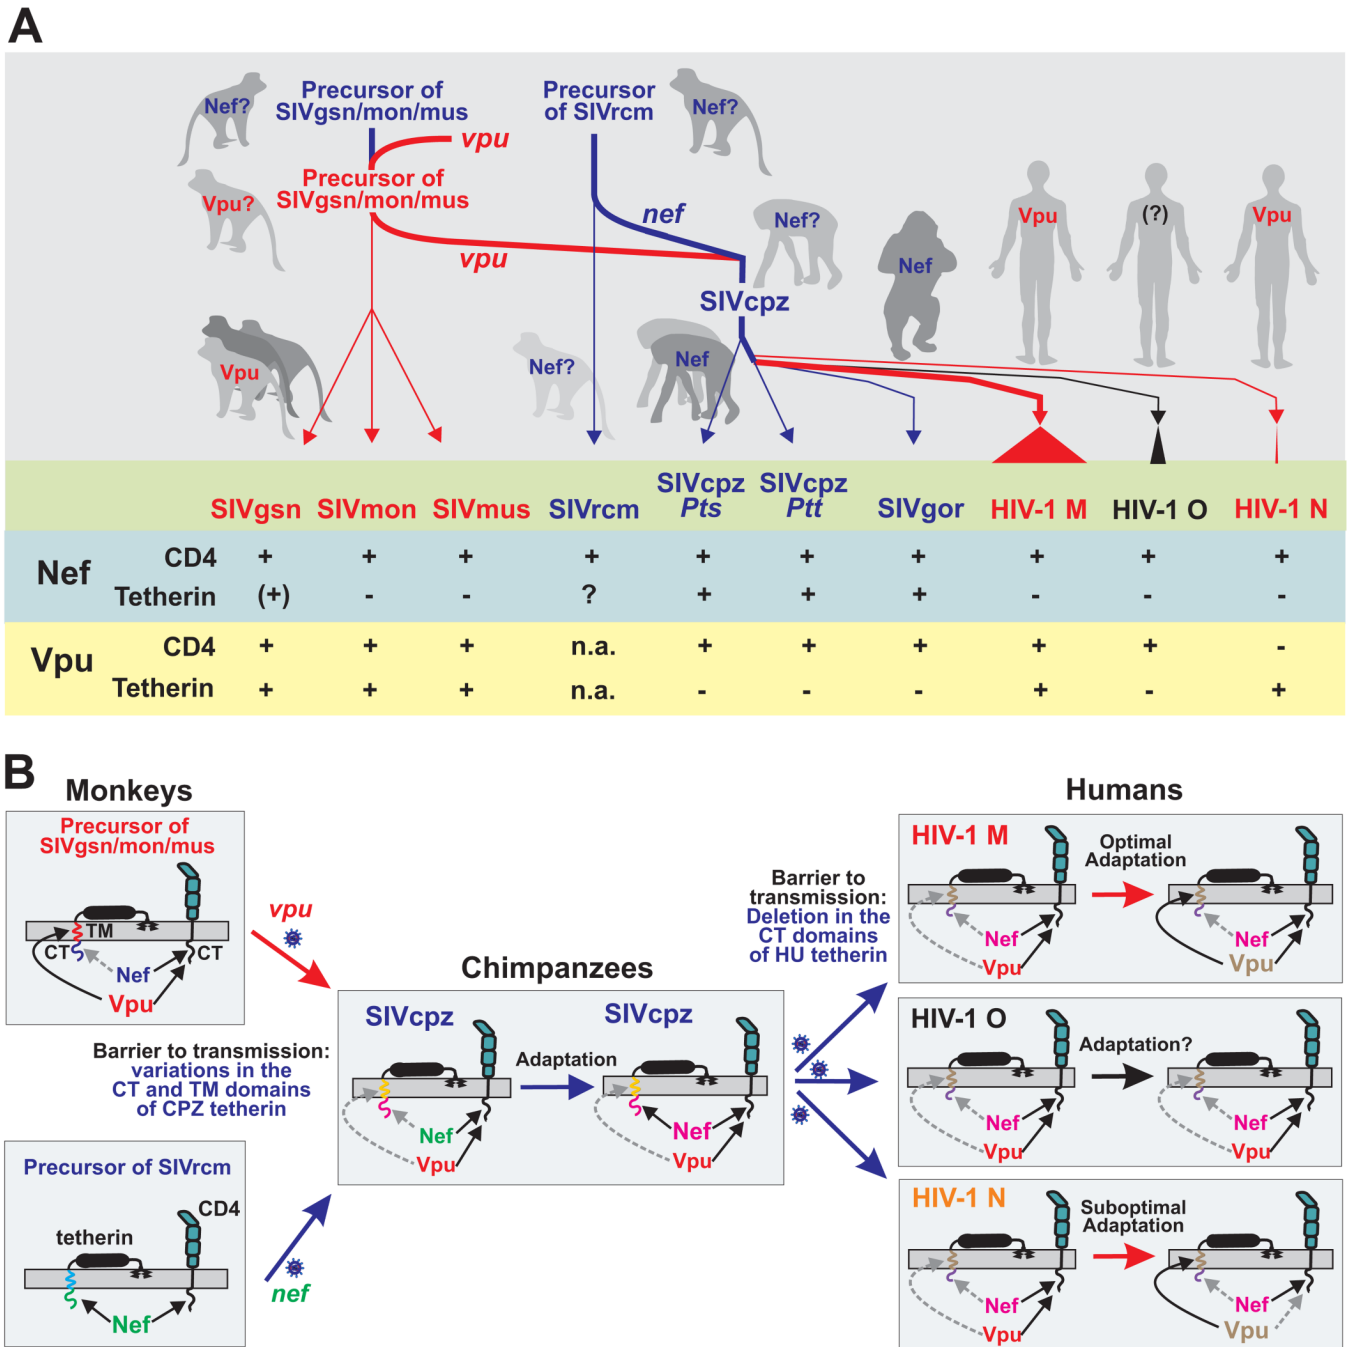 A
Nef?
Precursor of
SIVgsn/mon/mus
vpu
Precursor
of SIVrcm
Nef?
Vpu?
Precursor of
SIVgsn/mon/mus
vpu
nef
Nef?
SIVcpz
Nef
Vpu
(?)
Vpu
Vpu
Nef?
Nef
SIVgsn
SIVmon
SIVmus
SIVrcm
SIVcpz
Pts
SIVcpz
Ptt
SIVgor
HIV-1 M
HIV-1 O
HIV-1 N
Nef
CD4 + + + + + + + + + +
Tetherin (+) - - ? + + + - - -
Vpu
CD4 + + + n.a. + + + + + -
Tetherin + + + n.a. - - - + - +
B
Monkeys
Precursor of
SIVgsn/mon/mus
TM
CT
CT
Nef
Vpu
vpu
Barrier to transmission:
variations in the
CT and TM domains
of CPZ tetherin
Precursor of SIVrcm
CD4
tetherin
Nef
nef
Chimpanzees
SIVcpz
Nef
Vpu
Adaptation
SIVcpz
Nef
Vpu
Barrier to
transmission:
Deletion in the
CT domains
of HU tetherin
Humans
HIV-1 M
Nef
Vpu
Optimal
Adaptation
Nef
Vpu
HIV-1 O
Nef
Vpu
Adaptation?
Nef
Vpu
HIV-1 N
Nef
Vpu
Suboptimal
Adaptation
Nef
Vpu